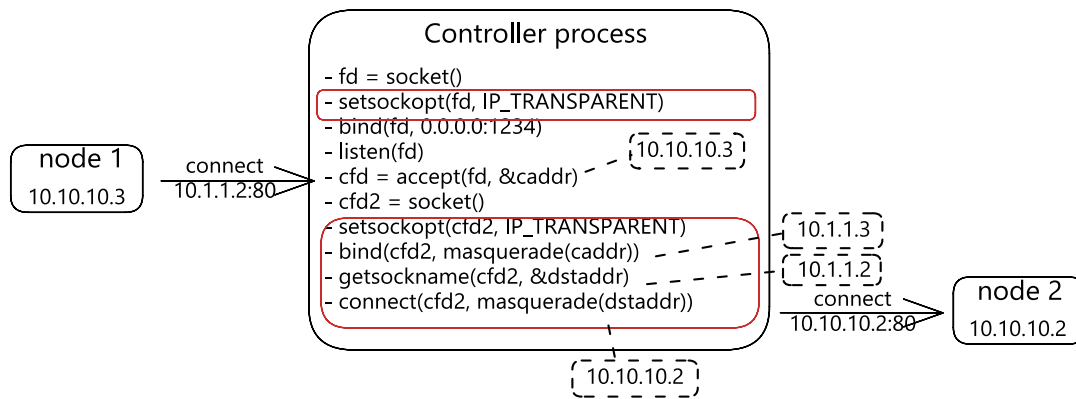 Controller process
- fd = socket()
- setsockopt(fd, IP_TRANSPARENT)
- bind(fd, 0.0.0.0:1234)
- listen(fd)
- cfd = accept(fd, &caddr)
- cfd2 = socket()
- setsockopt(cfd2, IP_TRANSPARENT)
- bind(cfd2, masquerade(caddr))
- getsockname(cfd2, &dstaddr)
- connect(cfd2, masquerade(dstaddr))
node 1
10.10.10.3
connect
10.1.1.2:80
10.10.10.3
10.1.1.3
10.1.1.2
connect
10.10.10.2:80
node 2
10.10.10.2
10.10.10.2